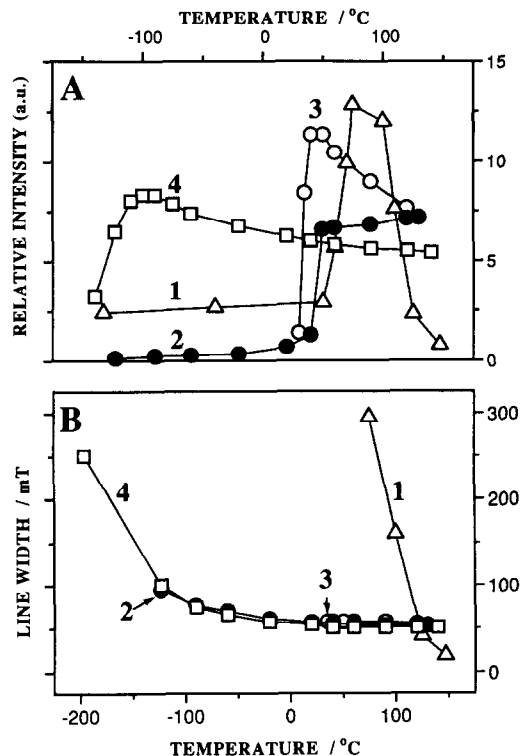 TEMPERATURE / °C
-100 0 100
A
3
4
1
2
15
10
5
0
RELATIVE INTENSITY (a.u.)
B
4
1
2
3
300
200
100
0
LINE WIDTH / mT
-200 -100 0 100
TEMPERATURE / °C